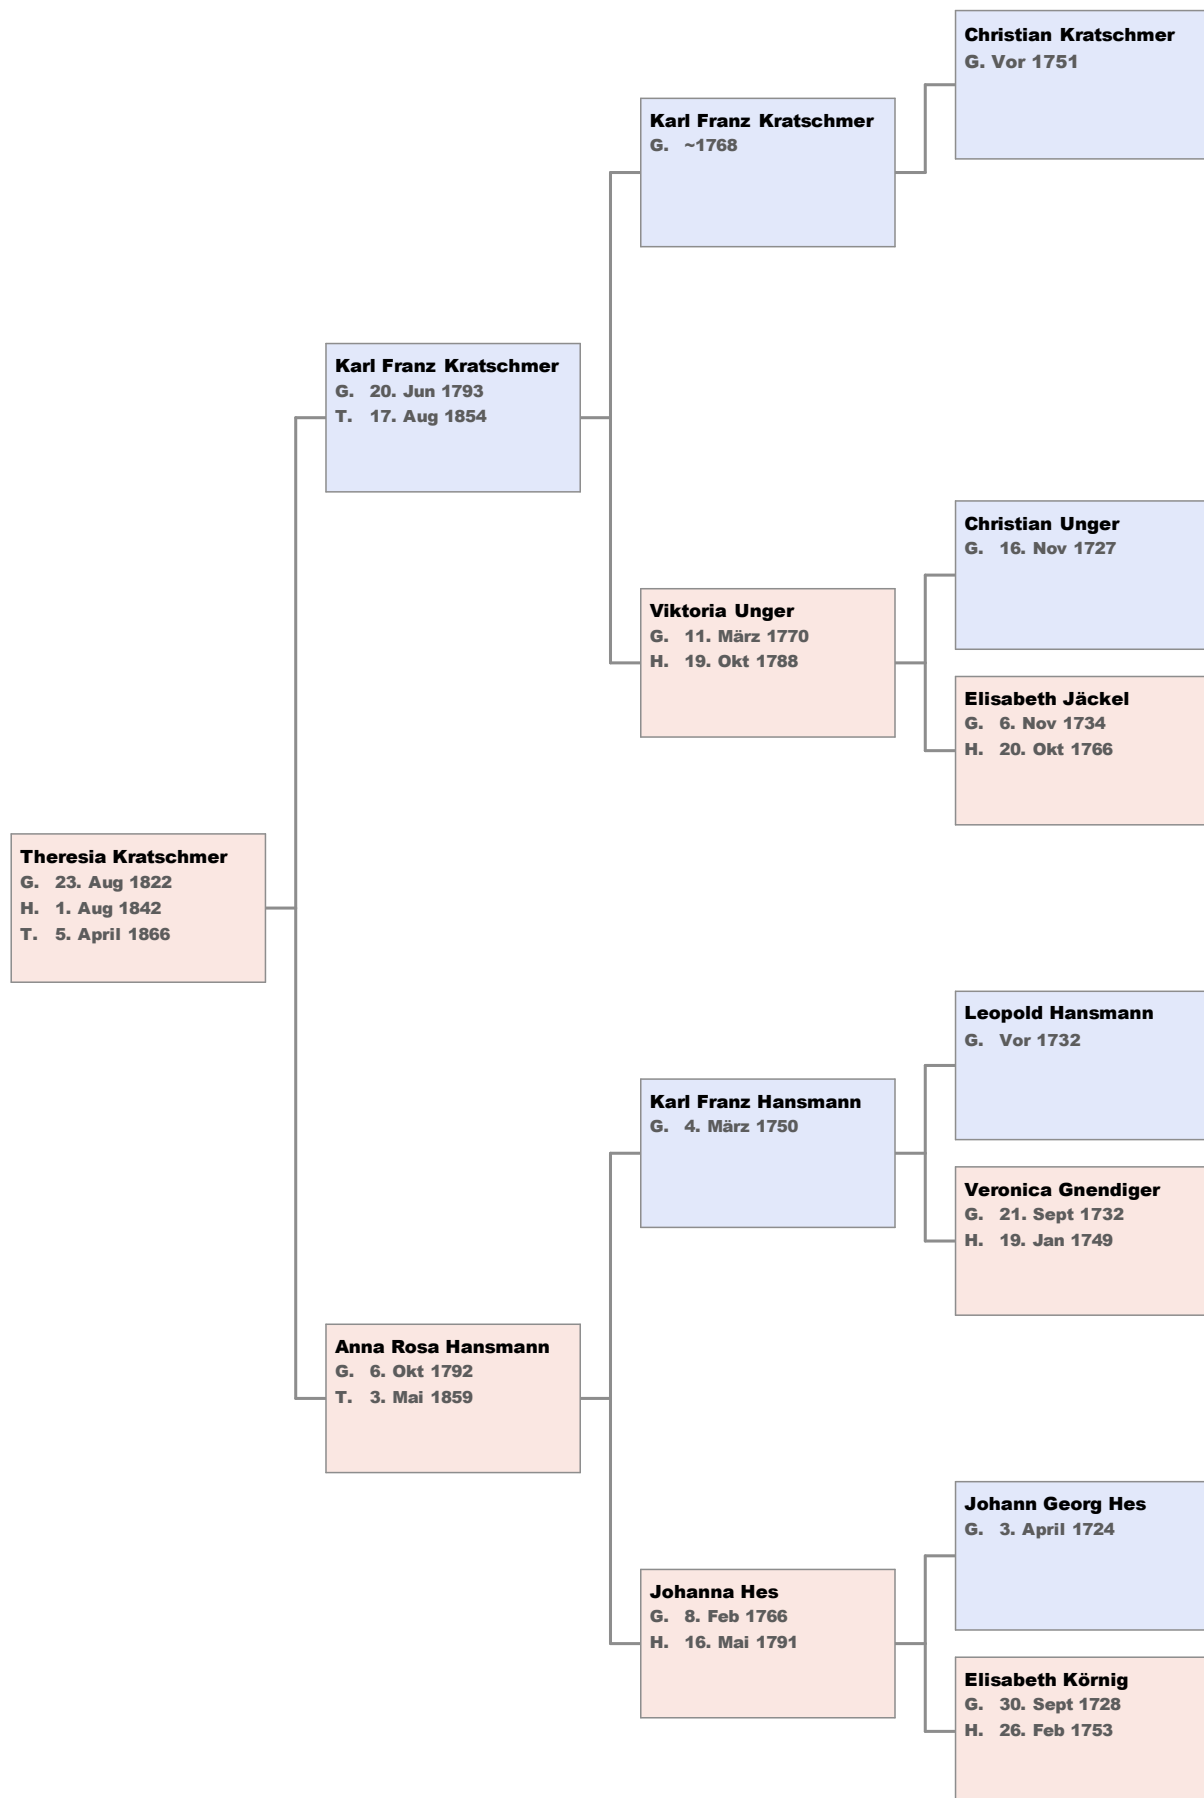 Christian Kratschmer
G. Vor 1751
Karl Franz Kratschmer
G. ~1768
Karl Franz Kratschmer
G. 20. Jun 1793
T. 17. Aug 1854
Christian Unger
G. 16. Nov 1727
Viktoria Unger
G. 11. März 1770
H. 19. Okt 1788
Elisabeth Jäckel
G. 6. Nov 1734
H. 20. Okt 1766
Theresia Kratschmer
G. 23. Aug 1822
H. 1. Aug 1842
T. 5. April 1866
Leopold Hansmann
G. Vor 1732
Karl Franz Hansmann
G. 4. März 1750
Veronica Gnendiger
G. 21. Sept 1732
H. 19. Jan 1749
Anna Rosa Hansmann
G. 6. Okt 1792
T. 3. Mai 1859
Johann Georg Hes
G. 3. April 1724
Johanna Hes
G. 8. Feb 1766
H. 16. Mai 1791
Elisabeth Körnig
G. 30. Sept 1728
H. 26. Feb 1753